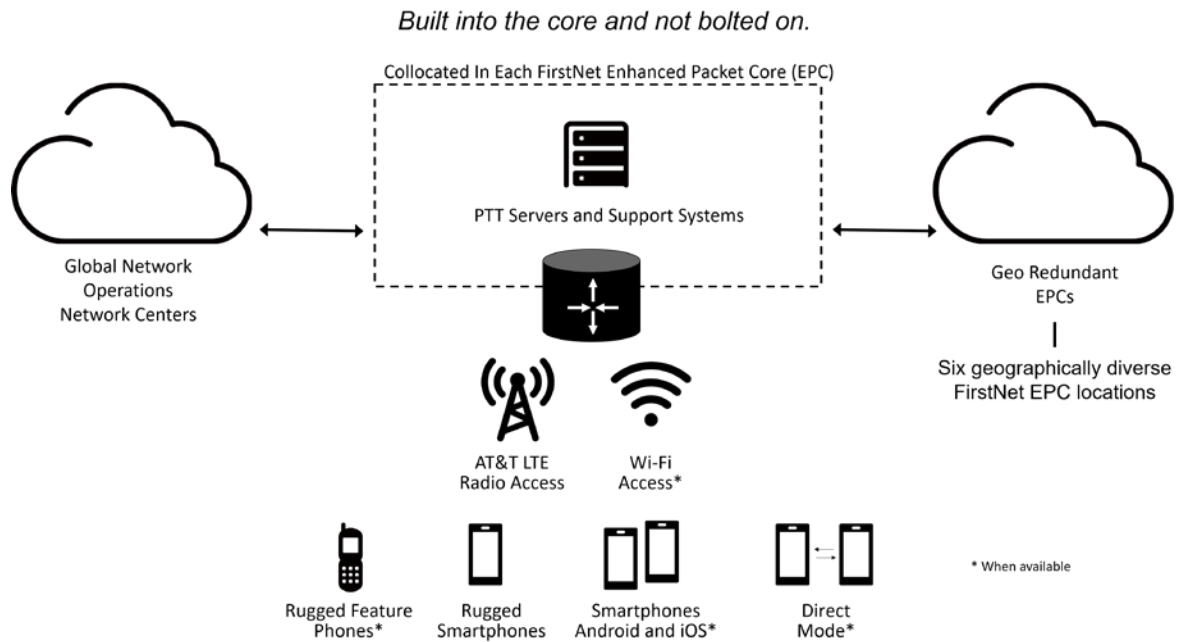 Built into the core and not bolted on.
Collocated In Each FirstNet Enhanced Packet Core (EPC)
PTT Servers and Support Systems
Global Network
Operations
Network Centers
Geo Redundant
EPCs
Six geographically diverse
FirstNet EPC locations
AT&T LTE
Radio Access
Wi-Fi
Access*
Rugged Feature
Phones*
Rugged
Smartphones
Smartphones
Android and iOS*
Direct
Mode*
* When available